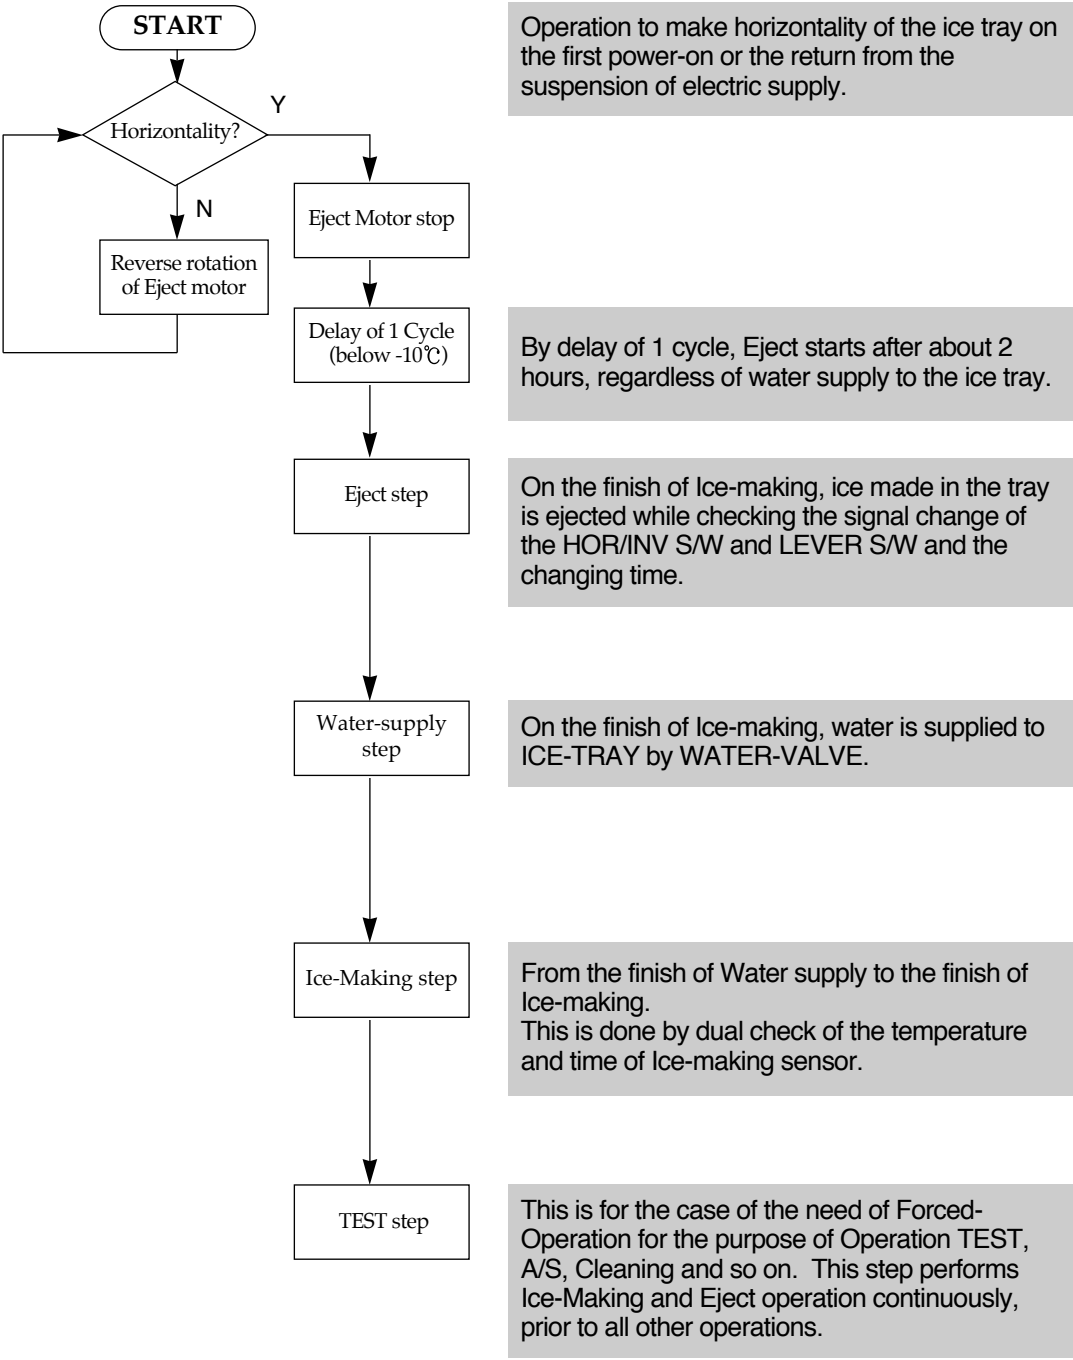 START
Operation to make horizontality of the ice tray on
the first power-on or the return from the
suspension of electric supply.
Y
Horizontality?
N
Eject Motor stop
Reverse rotation
of Eject motor
Delay of 1 Cycle
(below -10℃)
By delay of 1 cycle, Eject starts after about 2
hours, regardless of water supply to the ice tray.
Eject step
On the finish of Ice-making, ice made in the tray
is ejected while checking the signal change of
the HOR/INV S/W and LEVER S/W and the
changing time.
Water-supply
step
On the finish of Ice-making, water is supplied to
ICE-TRAY by WATER-VALVE.
Ice-Making step
From the finish of Water supply to the finish of
Ice-making.
This is done by dual check of the temperature
and time of Ice-making sensor.
TEST step
This is for the case of the need of Forced-
Operation for the purpose of Operation TEST,
A/S, Cleaning and so on.  This step performs
Ice-Making and Eject operation continuously,
prior to all other operations.